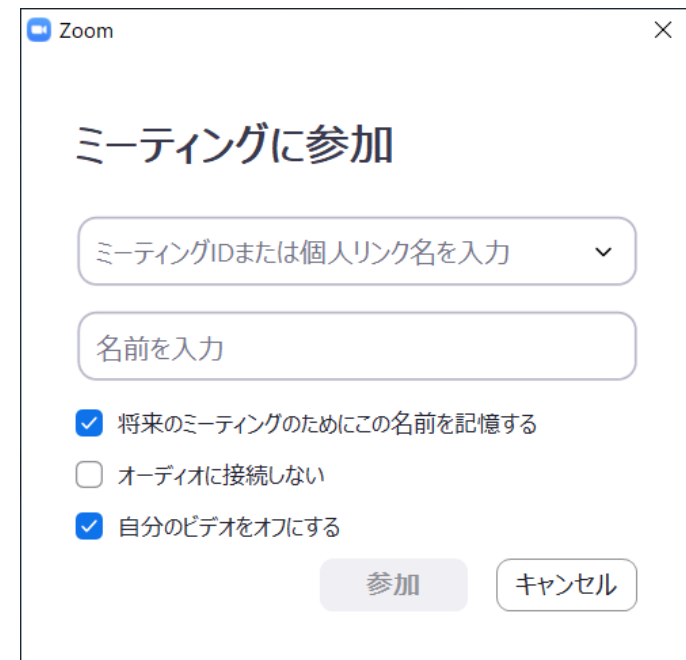 Zoom
ミーティングに参加
ミーティングIDまたは個人リンク名を入力
名前を入力
将来のミーティングのためにこの名前を記憶する
オーディオに接続しない
自分のビデオをオフにする
参加 キャンセル